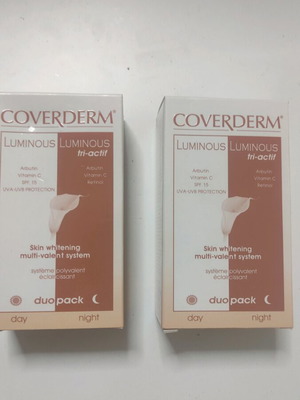 COVERDERM®
LUMINOUS LUMINOUS
tri-actif
Arbutin Arbutin
Vitamin C Vitamin C
SPF 15 Retinol
UVA-UVB PROTECTION
Skin whitening
multi-valent system
système polyvalent
éclaircissant
duo pack
day night
COVERDERM®
LUMINOUS LUMINOUS
tri-actif
Arbutin Arbutin
Vitamin C Vitamin C
SPF 15 Retinol
UVA-UVB PROTECTION
Skin whitening
multi-valent system
système polyvalent
éclaircissant
duo pack
day night